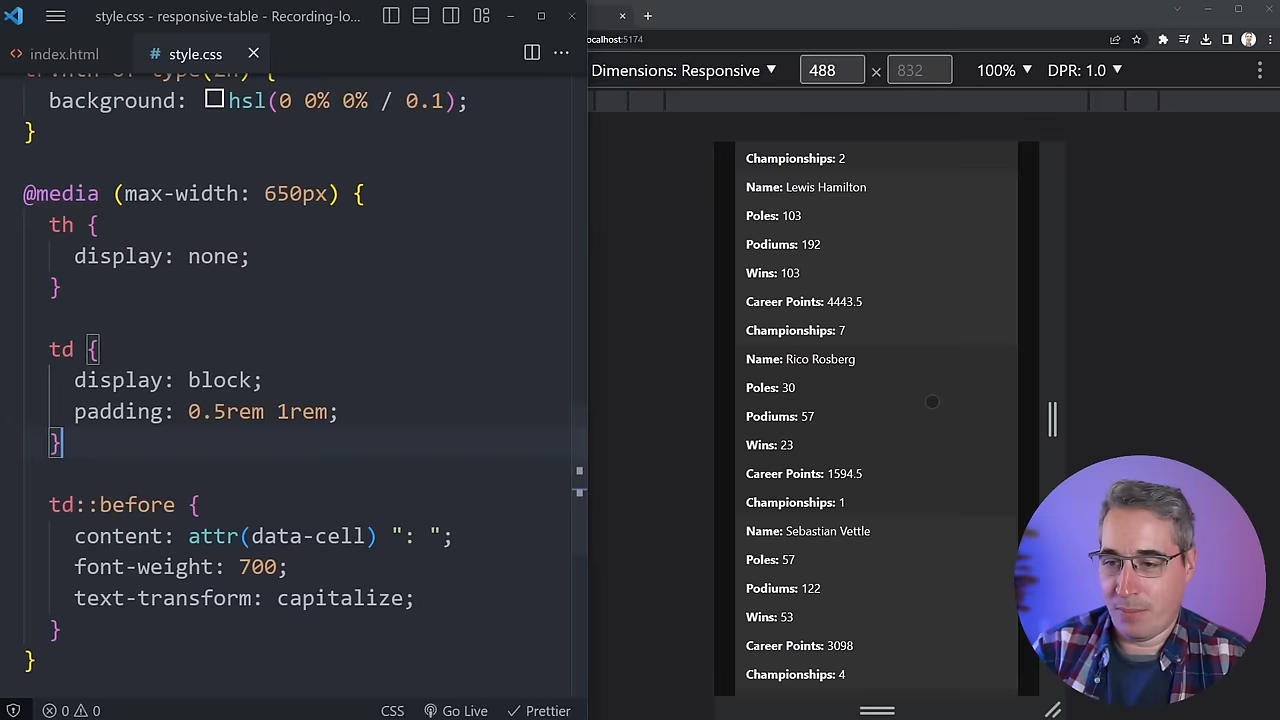 style.css - responsive-table - Recording-lo...
index.html
# style.css
background: hsl(0 0% 0% / 0.1);
}
@media (max-width: 650px) {
th {
display: none;
}
td {
display: block;
padding: 0.5rem 1rem;
}
td::before {
content: attr(data-cell) ": ";
font-weight: 700;
text-transform: capitalize;
}
}
0 0
CSS
Go Live
Prettier
ocalhost:5174
Dimensions: Responsive 488 × 832 100% DPR: 1.0
Championships: 2
Name: Lewis Hamilton
Poles: 103
Podiums: 192
Wins: 103
Career Points: 4443.5
Championships: 7
Name: Rico Rosberg
Poles: 30
Podiums: 57
Wins: 23
Career Points: 1594.5
Championships: 1
Name: Sebastian Vettle
Poles: 57
Podiums: 122
Wins: 53
Career Points: 3098
Championships: 4